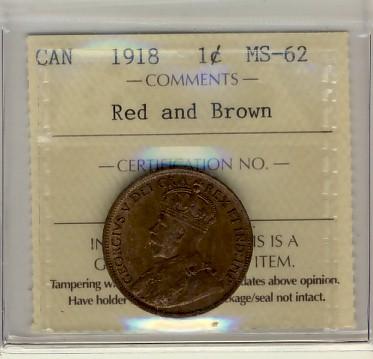 CAN 1918 1¢ MS-62
— COMMENTS —
Red and Brown
— CERTIFICATION NO. —
IN IS IS A
ITEM.
Tampering dates above opinion.
Have holder kage/seal not intact.
GEORGIVS V DEI GRA: REX ET IND:IMP: